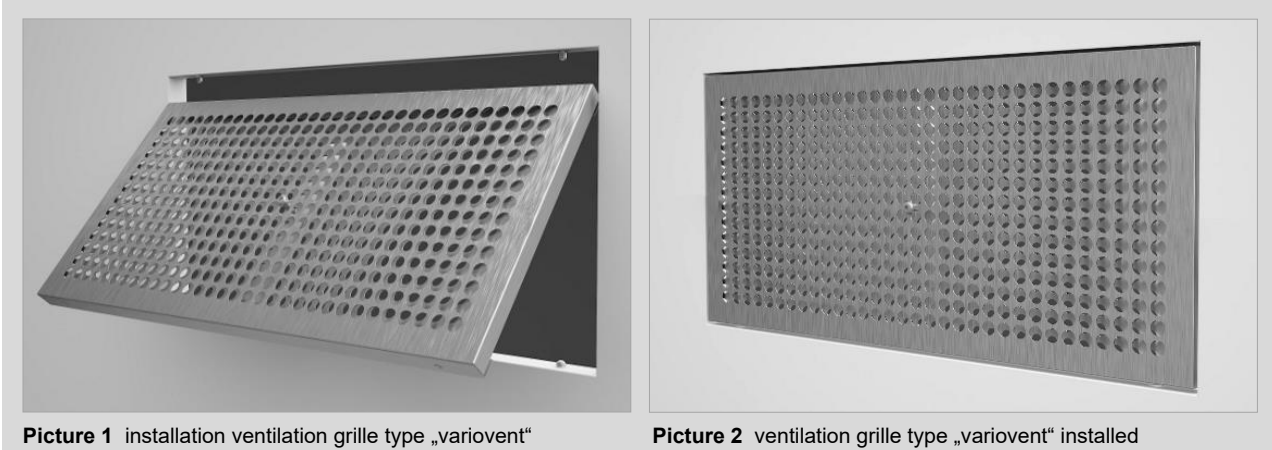 Picture 1 installation ventilation grille type „variovent“
Picture 2 ventilation grille type „variovent“ installed